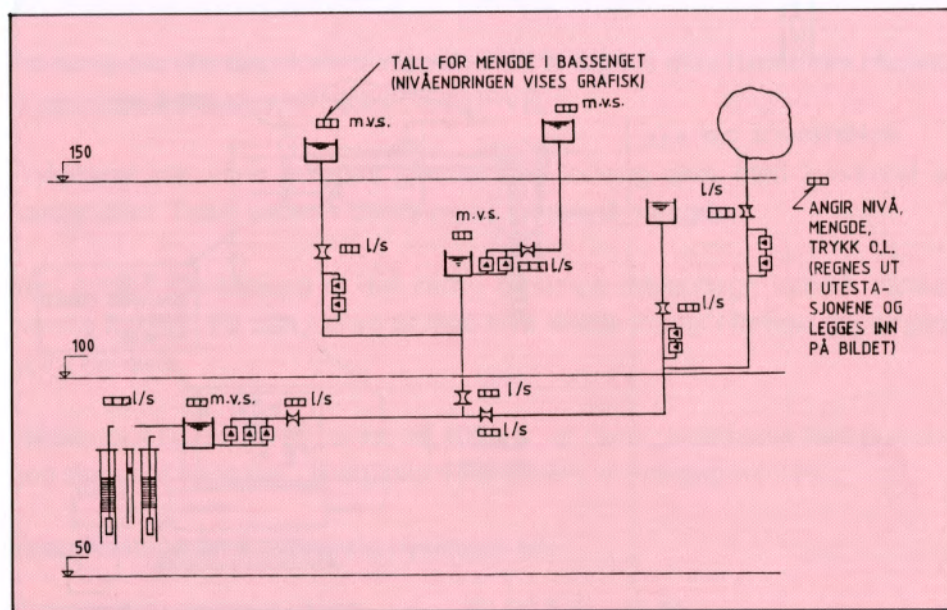 TALL FOR MENGDE I BASSENGET
(NIVÅENDRINGEN VISES GRAFISK)
m.v.s.
m.v.s.
150
l/s
ANGIR NIVÅ,
MENGDE,
TRYKK O.L.
(REGNES UT
I UTESTA-
SJONENE OG
LEGGES INN
PÅ BILDET)
m.v.s.
l/s
l/s
l/s
100
l/s
m.v.s.
l/s
l/s
l/s
50